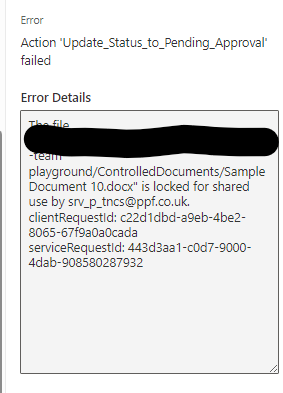 Error
Action 'Update_Status_to_Pending_Approval'
failed
Error Details
The file
-team
playground/ControlledDocuments/Sample
Document 10.docx" is locked for shared
use by srv_p_tncs@ppf.co.uk.
clientRequestId: c22d1dbd-a9eb-4be2-
8065-67f9a0a0cada
serviceRequestId: 443d3aa1-c0d7-9000-
4dab-908580287932